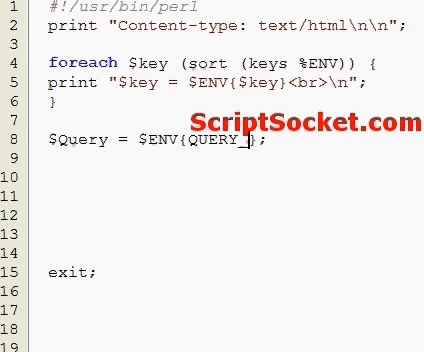 1 #!/usr/bin/perl
2 print "Content-type: text/html\n\n";
3
4 foreach $key (sort (keys %ENV)) {
5 print "$key = $ENV{$key}<br>\n";
6 }
7
ScriptSocket.com
8 $Query = $ENV{QUERY_};
9
10
11
12
13
14
15 exit;
16
17
18
19